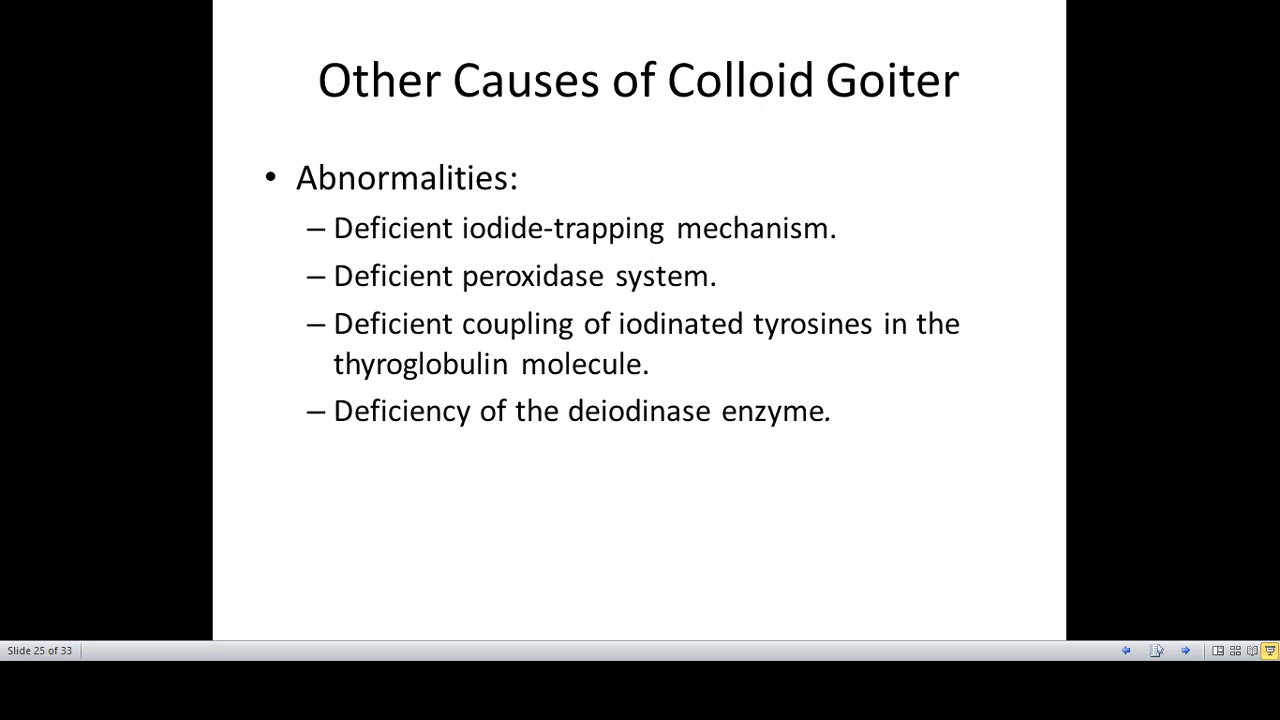 Other Causes of Colloid Goiter
• Abnormalities:
– Deficient iodide-trapping mechanism.
– Deficient peroxidase system.
– Deficient coupling of iodinated tyrosines in the
thyroglobulin molecule.
– Deficiency of the deiodinase enzyme.
Slide 25 of 33